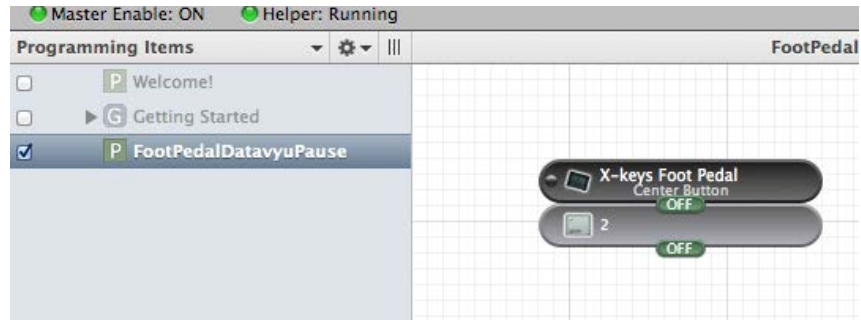 Master Enable: ON Helper: Running
Programming Items FootPedal
P Welcome!
G Getting Started
P FootPedalDatavyuPause
X-keys Foot Pedal
Center Button
OFF
2
OFF